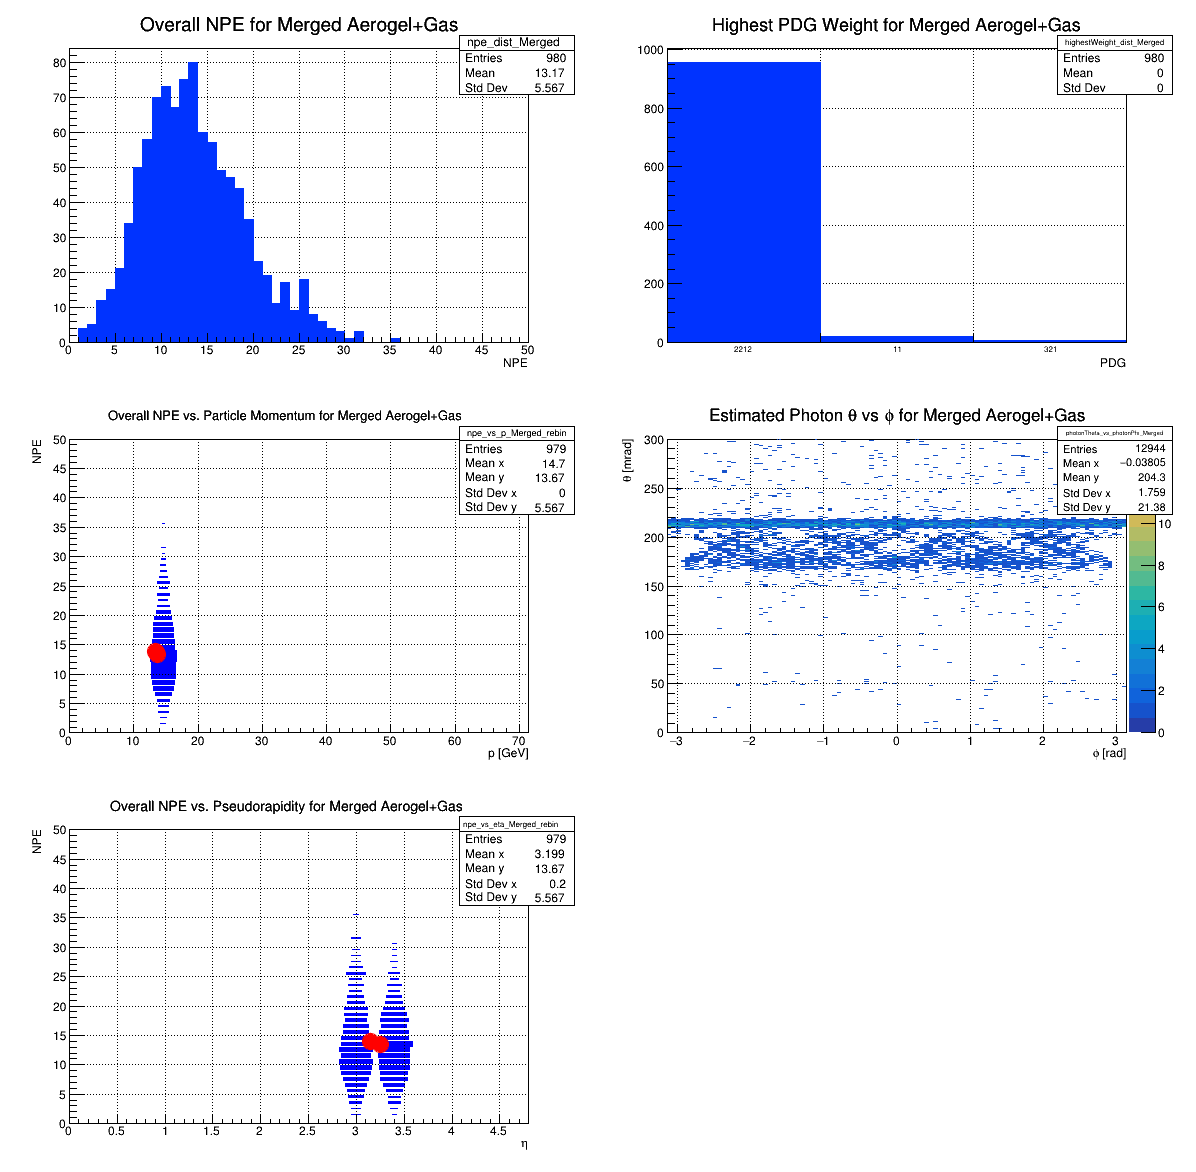 Overall NPE for Merged Aerogel+Gas
npe_dist_Merged
Entries 980
Mean 13.17
Std Dev 5.567
80
70
60
50
40
30
20
10
0
0 5 10 15 20 25 30 35 40 45 50
NPE
Highest PDG Weight for Merged Aerogel+Gas
highestWeight_dist_Merged
Entries 980
Mean 0
Std Dev 0
1000
800
600
400
200
0
2212 11 321
PDG
Overall NPE vs. Particle Momentum for Merged Aerogel+Gas
npe_vs_p_Merged_rebin
Entries 979
Mean x 14.7
Mean y 13.67
Std Dev x 0
Std Dev y 5.567
NPE
50
45
40
35
30
25
20
15
10
5
0
0 10 20 30 40 50 60 70
p [GeV]
Estimated Photon θ vs ϕ for Merged Aerogel+Gas
photonTheta_vs_photonPhi_Merged
Entries 12944
Mean x −0.03805
Mean y 204.3
Std Dev x 1.759
Std Dev y 21.38
θ [mrad]
300
250
200
150
100
50
0
−3 −2 −1 0 1 2 3
ϕ [rad]
10
8
6
4
2
0
Overall NPE vs. Pseudorapidity for Merged Aerogel+Gas
npe_vs_eta_Merged_rebin
Entries 979
Mean x 3.199
Mean y 13.67
Std Dev x 0.2
Std Dev y 5.567
NPE
50
45
40
35
30
25
20
15
10
5
0
0 0.5 1 1.5 2 2.5 3 3.5 4 4.5
η